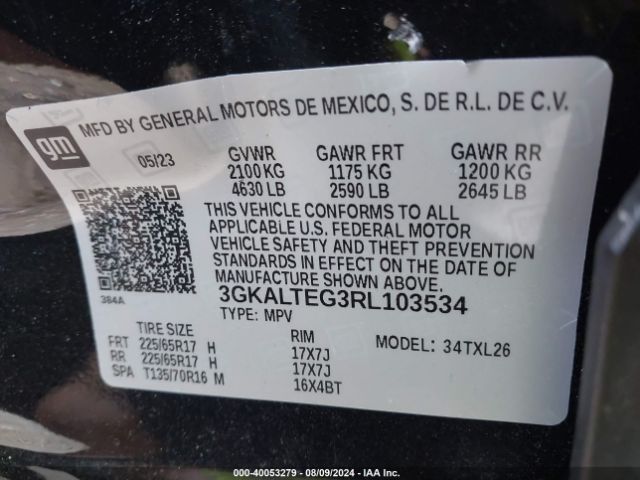 gm
MFD BY GENERAL MOTORS DE MEXICO, S. DE R.L. DE C.V.
05/23 GVWR GAWR FRT GAWR RR
2100 KG 1175 KG 1200 KG
4630 LB 2590 LB 2645 LB
THIS VEHICLE CONFORMS TO ALL
APPLICABLE U.S. FEDERAL MOTOR
VEHICLE SAFETY AND THEFT PREVENTION
STANDARDS IN EFFECT ON THE DATE OF
MANUFACTURE SHOWN ABOVE.
384A
3GKALTEG3RL103534
TYPE: MPV
TIRE SIZE RIM MODEL: 34TXL26
FRT 225/65R17 H 17X7J
RR 225/65R17 H 17X7J
SPA T135/70R16 M 16X4BT
000-40053279 - 08/09/2024 - IAA Inc.